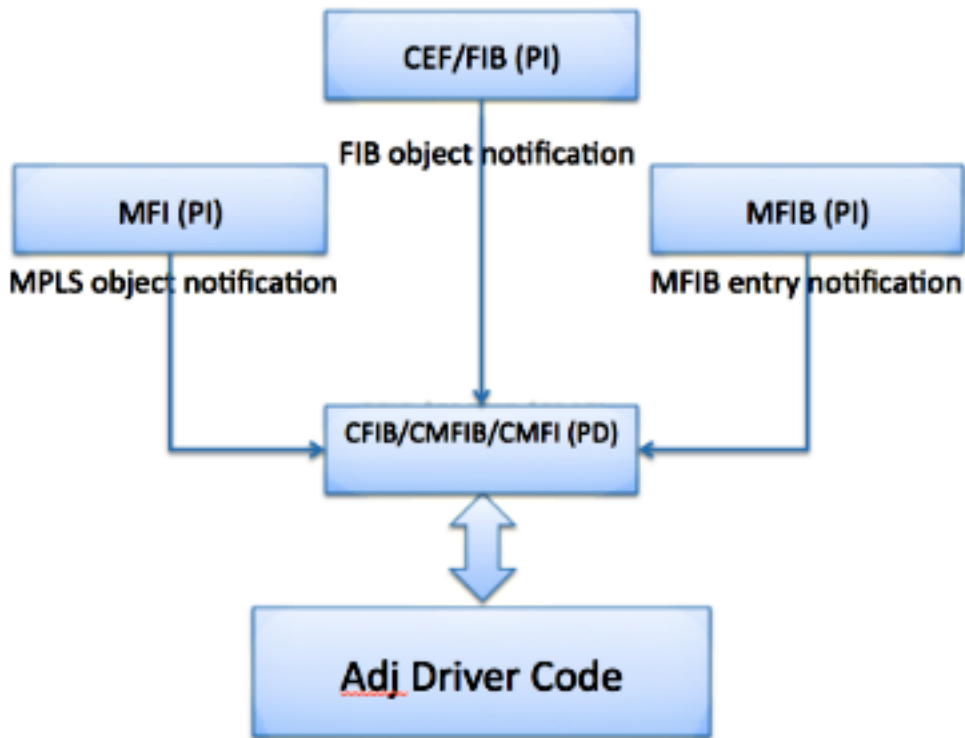 CEF/FIB (PI)
FIB object notification
MFI (PI)
MFIB (PI)
MPLS object notification
MFIB entry notification
CFIB/CMFIB/CMFI (PD)
Adj Driver Code